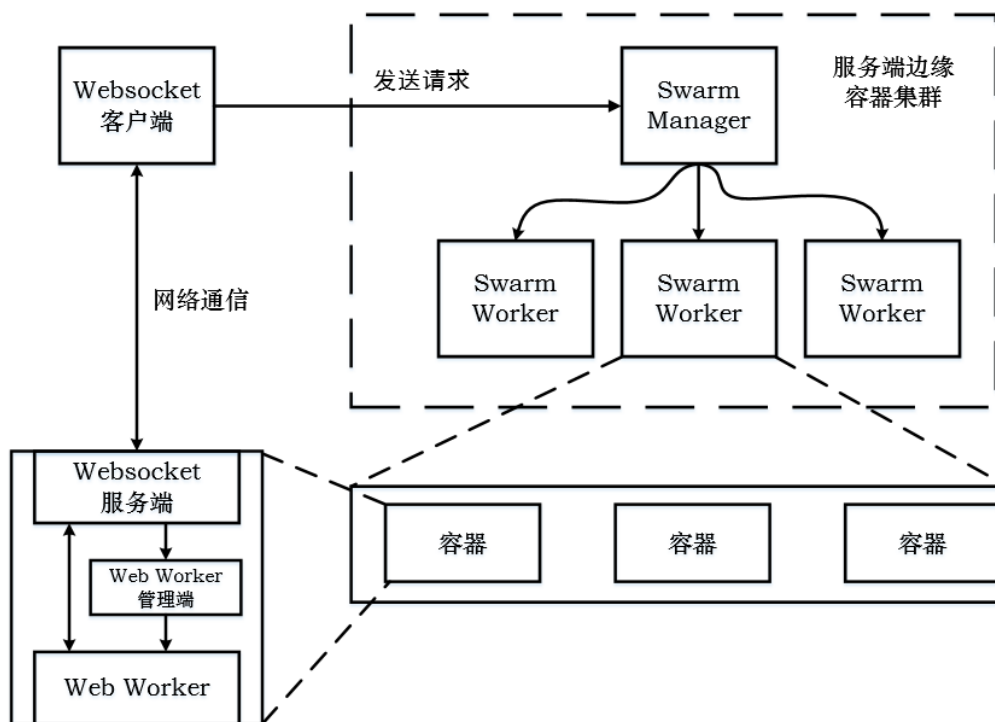 Websocket
客户端
发送请求
Swarm
Manager
服务端边缘
容器集群
Swarm
Worker
Swarm
Worker
Swarm
Worker
网络通信
Websocket
服务端
Web Worker
管理端
Web Worker
容器
容器
容器